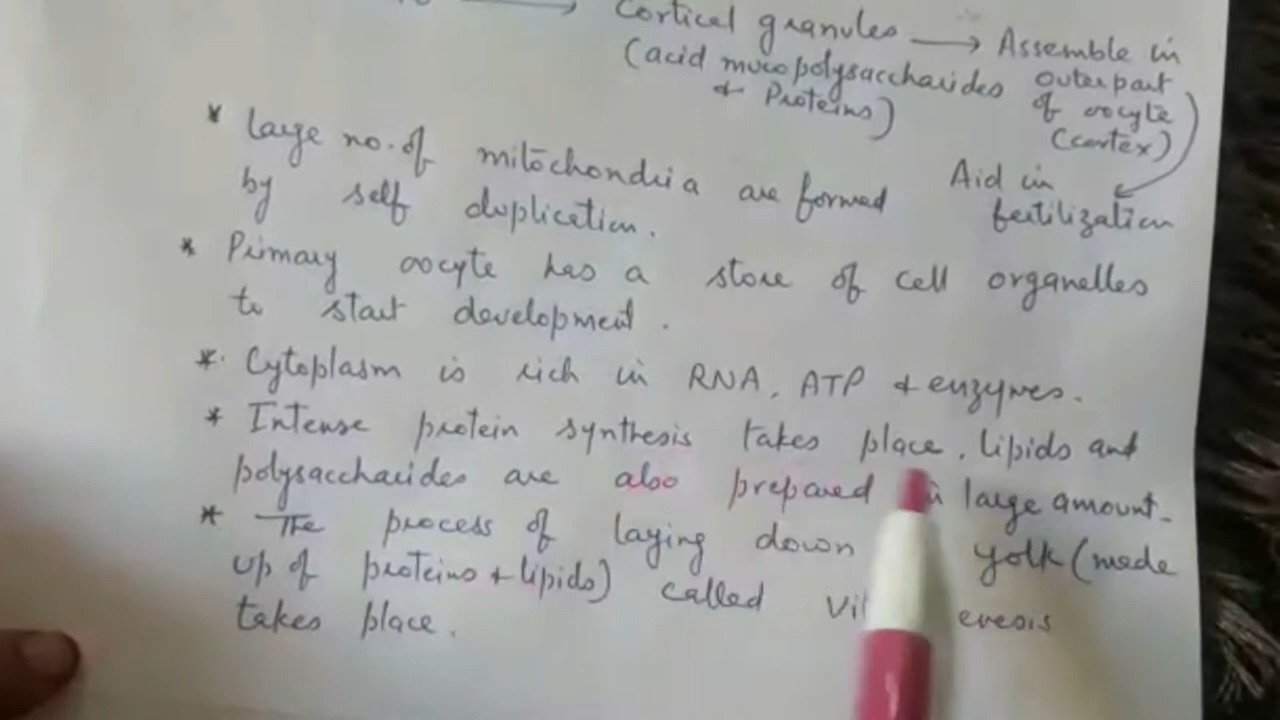 Cortical granules → Assemble in
(acid mucopolysaccharides outerpart
+ Proteins) of oocyte
(cortex)
Aid in
fertilization
* Large no. of mitochondria are formed
by self duplication.
* Primary oocyte has a store of cell organelles
to start development.
* Cytoplasm is rich in RNA, ATP + enzymes.
* Intense protein synthesis takes place. lipids and
polysaccharides are also prepared large amount.
* The process of laying down yolk (made
up of proteins + lipids) called
takes place.